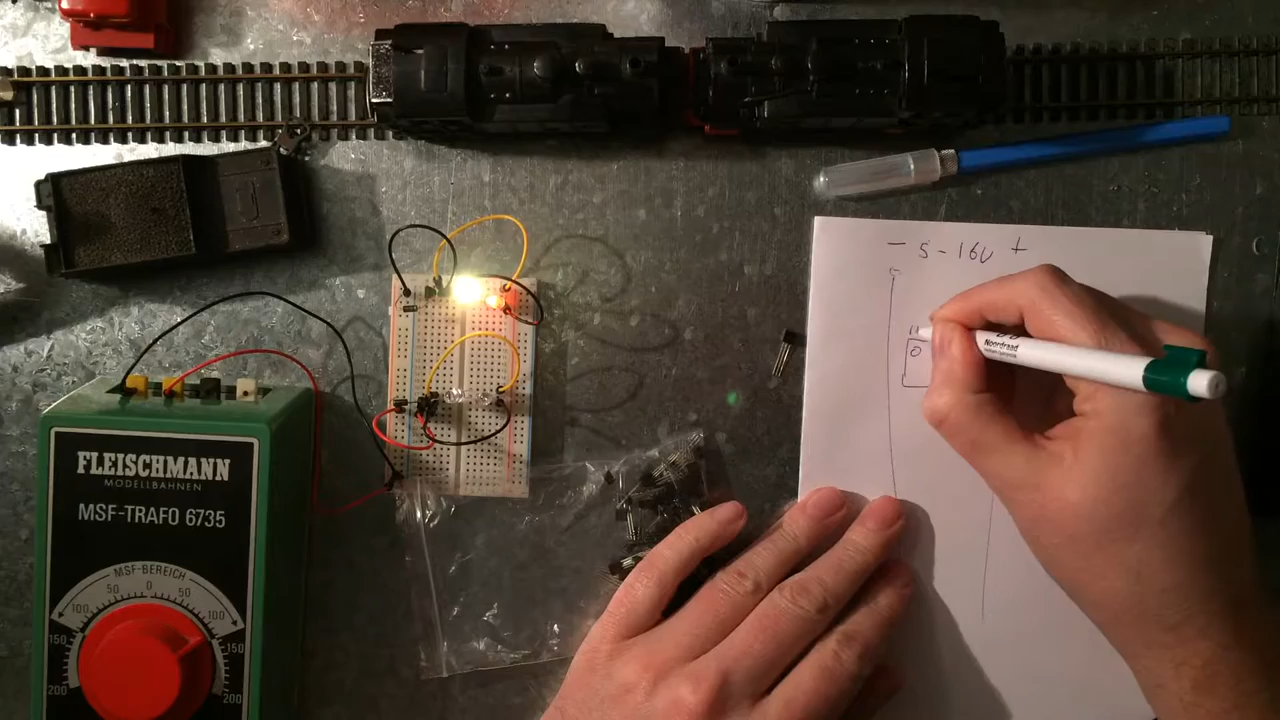 FLEISCHMANN
MODELLBAHNEN
MSF-TRAFO 6735
MSF-BEREICH
200 150 100 50 0 50 100 150 200
- 5-16V +
0
Noordraad